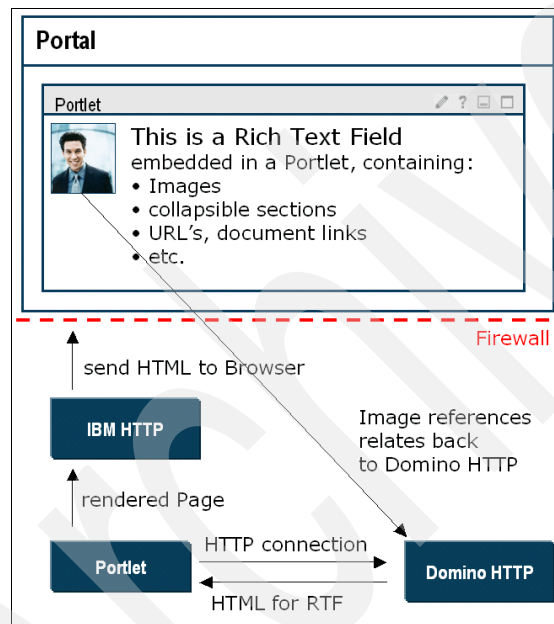 Portal
Portlet
?
This is a Rich Text Field
embedded in a Portlet, containing:
• Images
• collapsible sections
• URL's, document links
• etc.
Firewall
send HTML to Browser
IBM HTTP
Image references
relates back
to Domino HTTP
rendered Page
HTTP connection
Portlet
Domino HTTP
HTML for RTF